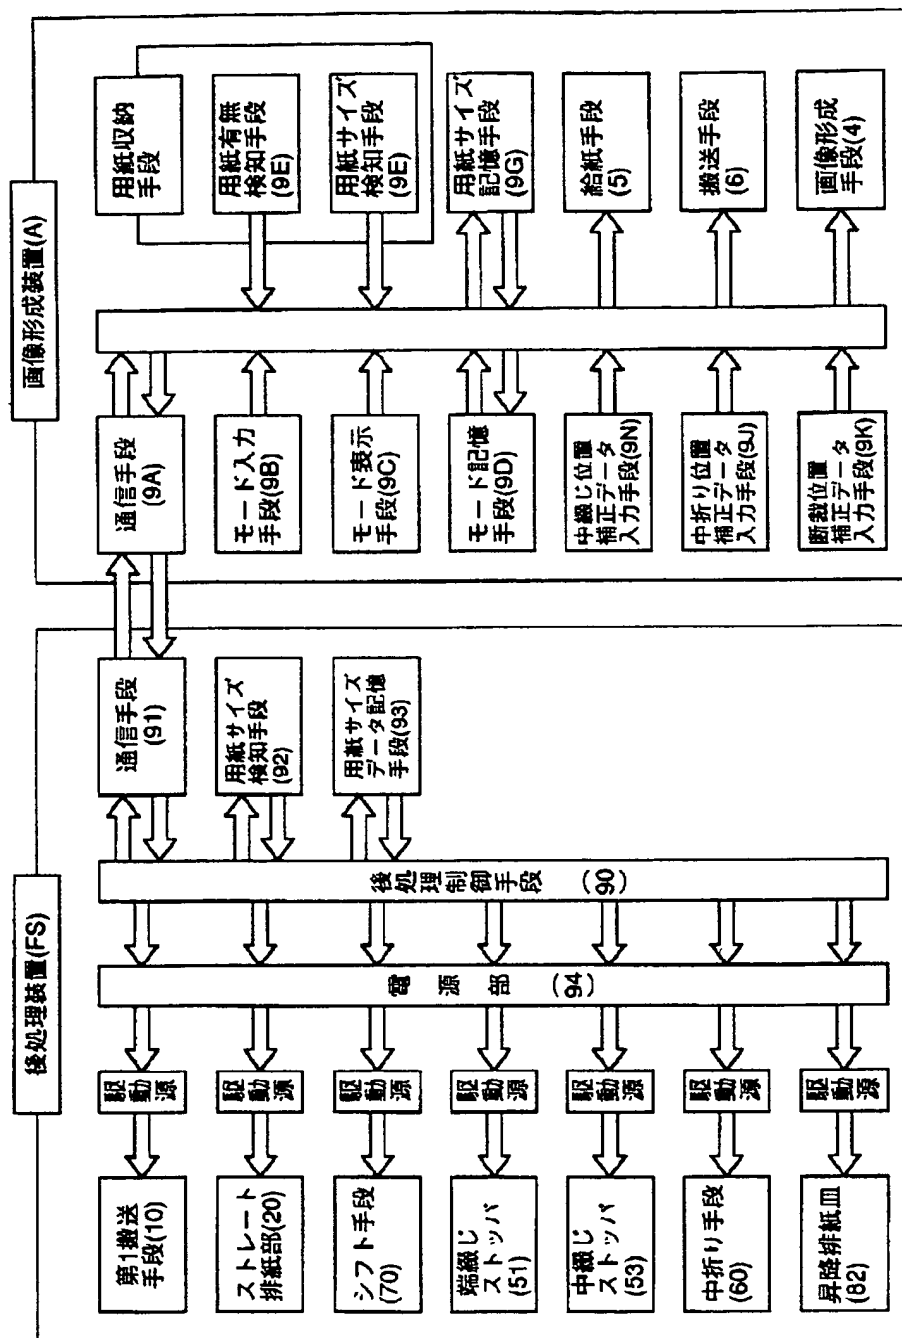 後処理装置(FS)
第1搬送
手段(10)
ストレート
排紙部(20)
シフト手段
(70)
端綴じ
ストッパ
(51)
中綴じ
ストッパ
(53)
中折り手段
(60)
昇降排紙皿
(82)
駆動源
駆動源
駆動源
駆動源
駆動源
駆動源
駆動源
電源部(94)
後処理制御手段(90)
通信手段
(91)
用紙サイズ
検知手段
(92)
用紙サイズ
データ記憶
手段(93)
画像形成装置(A)
通信手段
(9A)
モード入力
手段(9B)
モード表示
手段(9C)
モード記憶
手段(9D)
中綴じ位置
補正データ
入力手段(9N)
中折り位置
補正データ
入力手段(9J)
断裁位置
補正データ
入力手段(9K)
用紙収納
手段
用紙有無
検知手段
(9E)
用紙サイズ
検知手段
(9E)
用紙サイズ
記憶手段
(9G)
給紙手段
(5)
搬送手段
(6)
画像形成
手段(4)